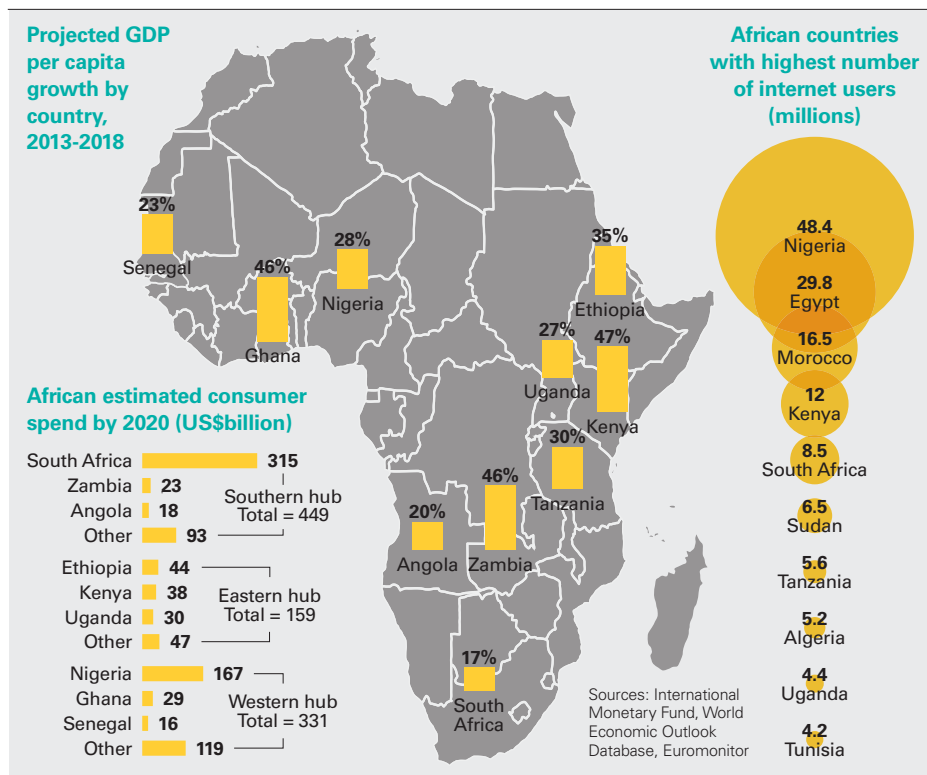 Projected GDP
per capita
growth by
country,
2013-2018
23%
Senegal
46%
Ghana
28%
Nigeria
35%
Ethiopia
27%
Uganda
47%
Kenya
30%
Tanzania
20%
Angola
46%
Zambia
17%
South
Africa
African estimated consumer
spend by 2020 (US$billion)
South Africa 315
Zambia 23
Angola 18
Other 93
Southern hub
Total = 449
Ethiopia 44
Kenya 38
Uganda 30
Other 47
Eastern hub
Total = 159
Nigeria 167
Ghana 29
Senegal 16
Other 119
Western hub
Total = 331
African countries
with highest number
of internet users
(millions)
48.4
Nigeria
29.8
Egypt
16.5
Morocco
12
Kenya
8.5
South Africa
6.5
Sudan
5.6
Tanzania
5.2
Algeria
4.4
Uganda
4.2
Tunisia
Sources: International
Monetary Fund, World
Economic Outlook
Database, Euromonitor